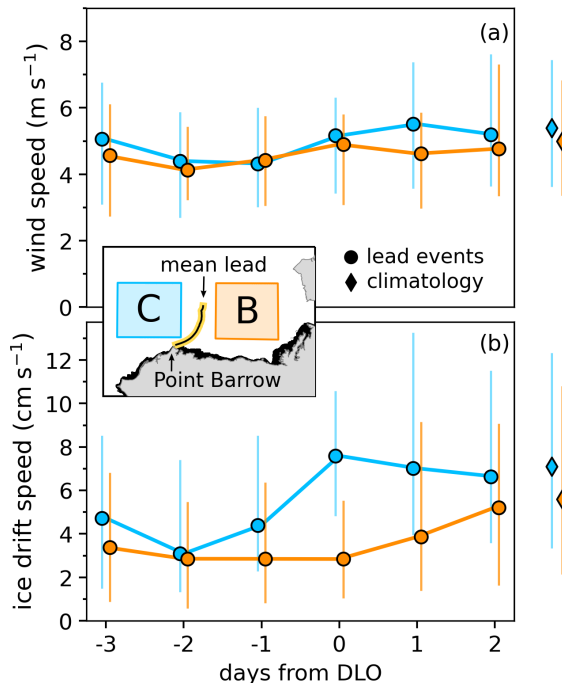 (a)
8
6
4
2
0
wind speed (m s⁻¹)
lead events
climatology
mean lead
C
B
Point Barrow
(b)
12
10
8
6
4
2
0
ice drift speed (cm s⁻¹)
-3 -2 -1 0 1 2
days from DLO